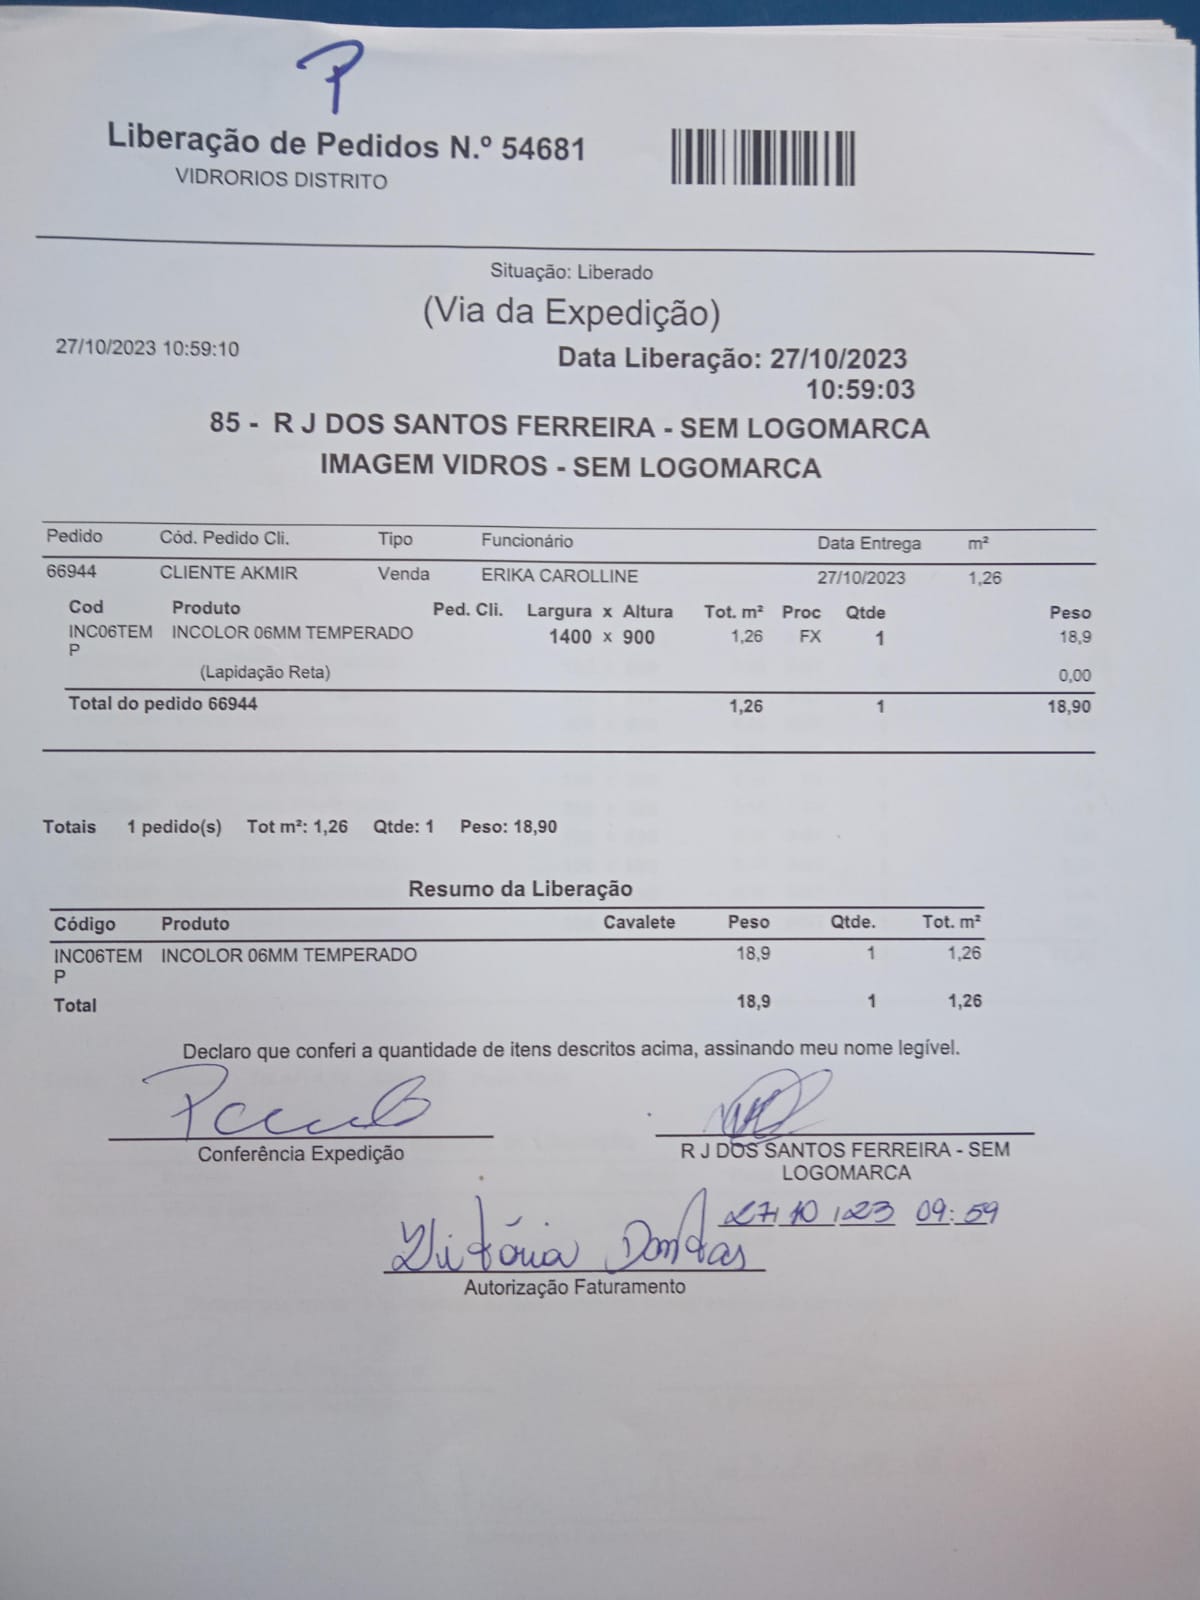 P
Liberação de Pedidos N.º 54681
VIDRORIOS DISTRITO
Situação: Liberado
(Via da Expedição)
27/10/2023 10:59:10
Data Liberação: 27/10/2023
10:59:03
85 - R J DOS SANTOS FERREIRA - SEM LOGOMARCA
IMAGEM VIDROS - SEM LOGOMARCA
Pedido Cód. Pedido Cli. Tipo Funcionário Data Entrega m²
66944 CLIENTE AKMIR Venda ERIKA CAROLLINE 27/10/2023 1,26
Cod Produto Ped. Cli. Largura x Altura Tot. m² Proc Qtde Peso
INC06TEM INCOLOR 06MM TEMPERADO 1400 x 900 1,26 FX 1 18,9
P
(Lapidação Reta) 0,00
Total do pedido 66944 1,26 1 18,90
Totais 1 pedido(s) Tot m²: 1,26 Qtde: 1 Peso: 18,90
Resumo da Liberação
Código Produto Cavalete Peso Qtde. Tot. m²
INC06TEM INCOLOR 06MM TEMPERADO 18,9 1 1,26
P
Total 18,9 1 1,26
Declaro que conferi a quantidade de itens descritos acima, assinando meu nome legível.
Conferência Expedição
R J DOS SANTOS FERREIRA - SEM
LOGOMARCA
27/10/23 09:59
Vitória Dantas
Autorização Faturamento